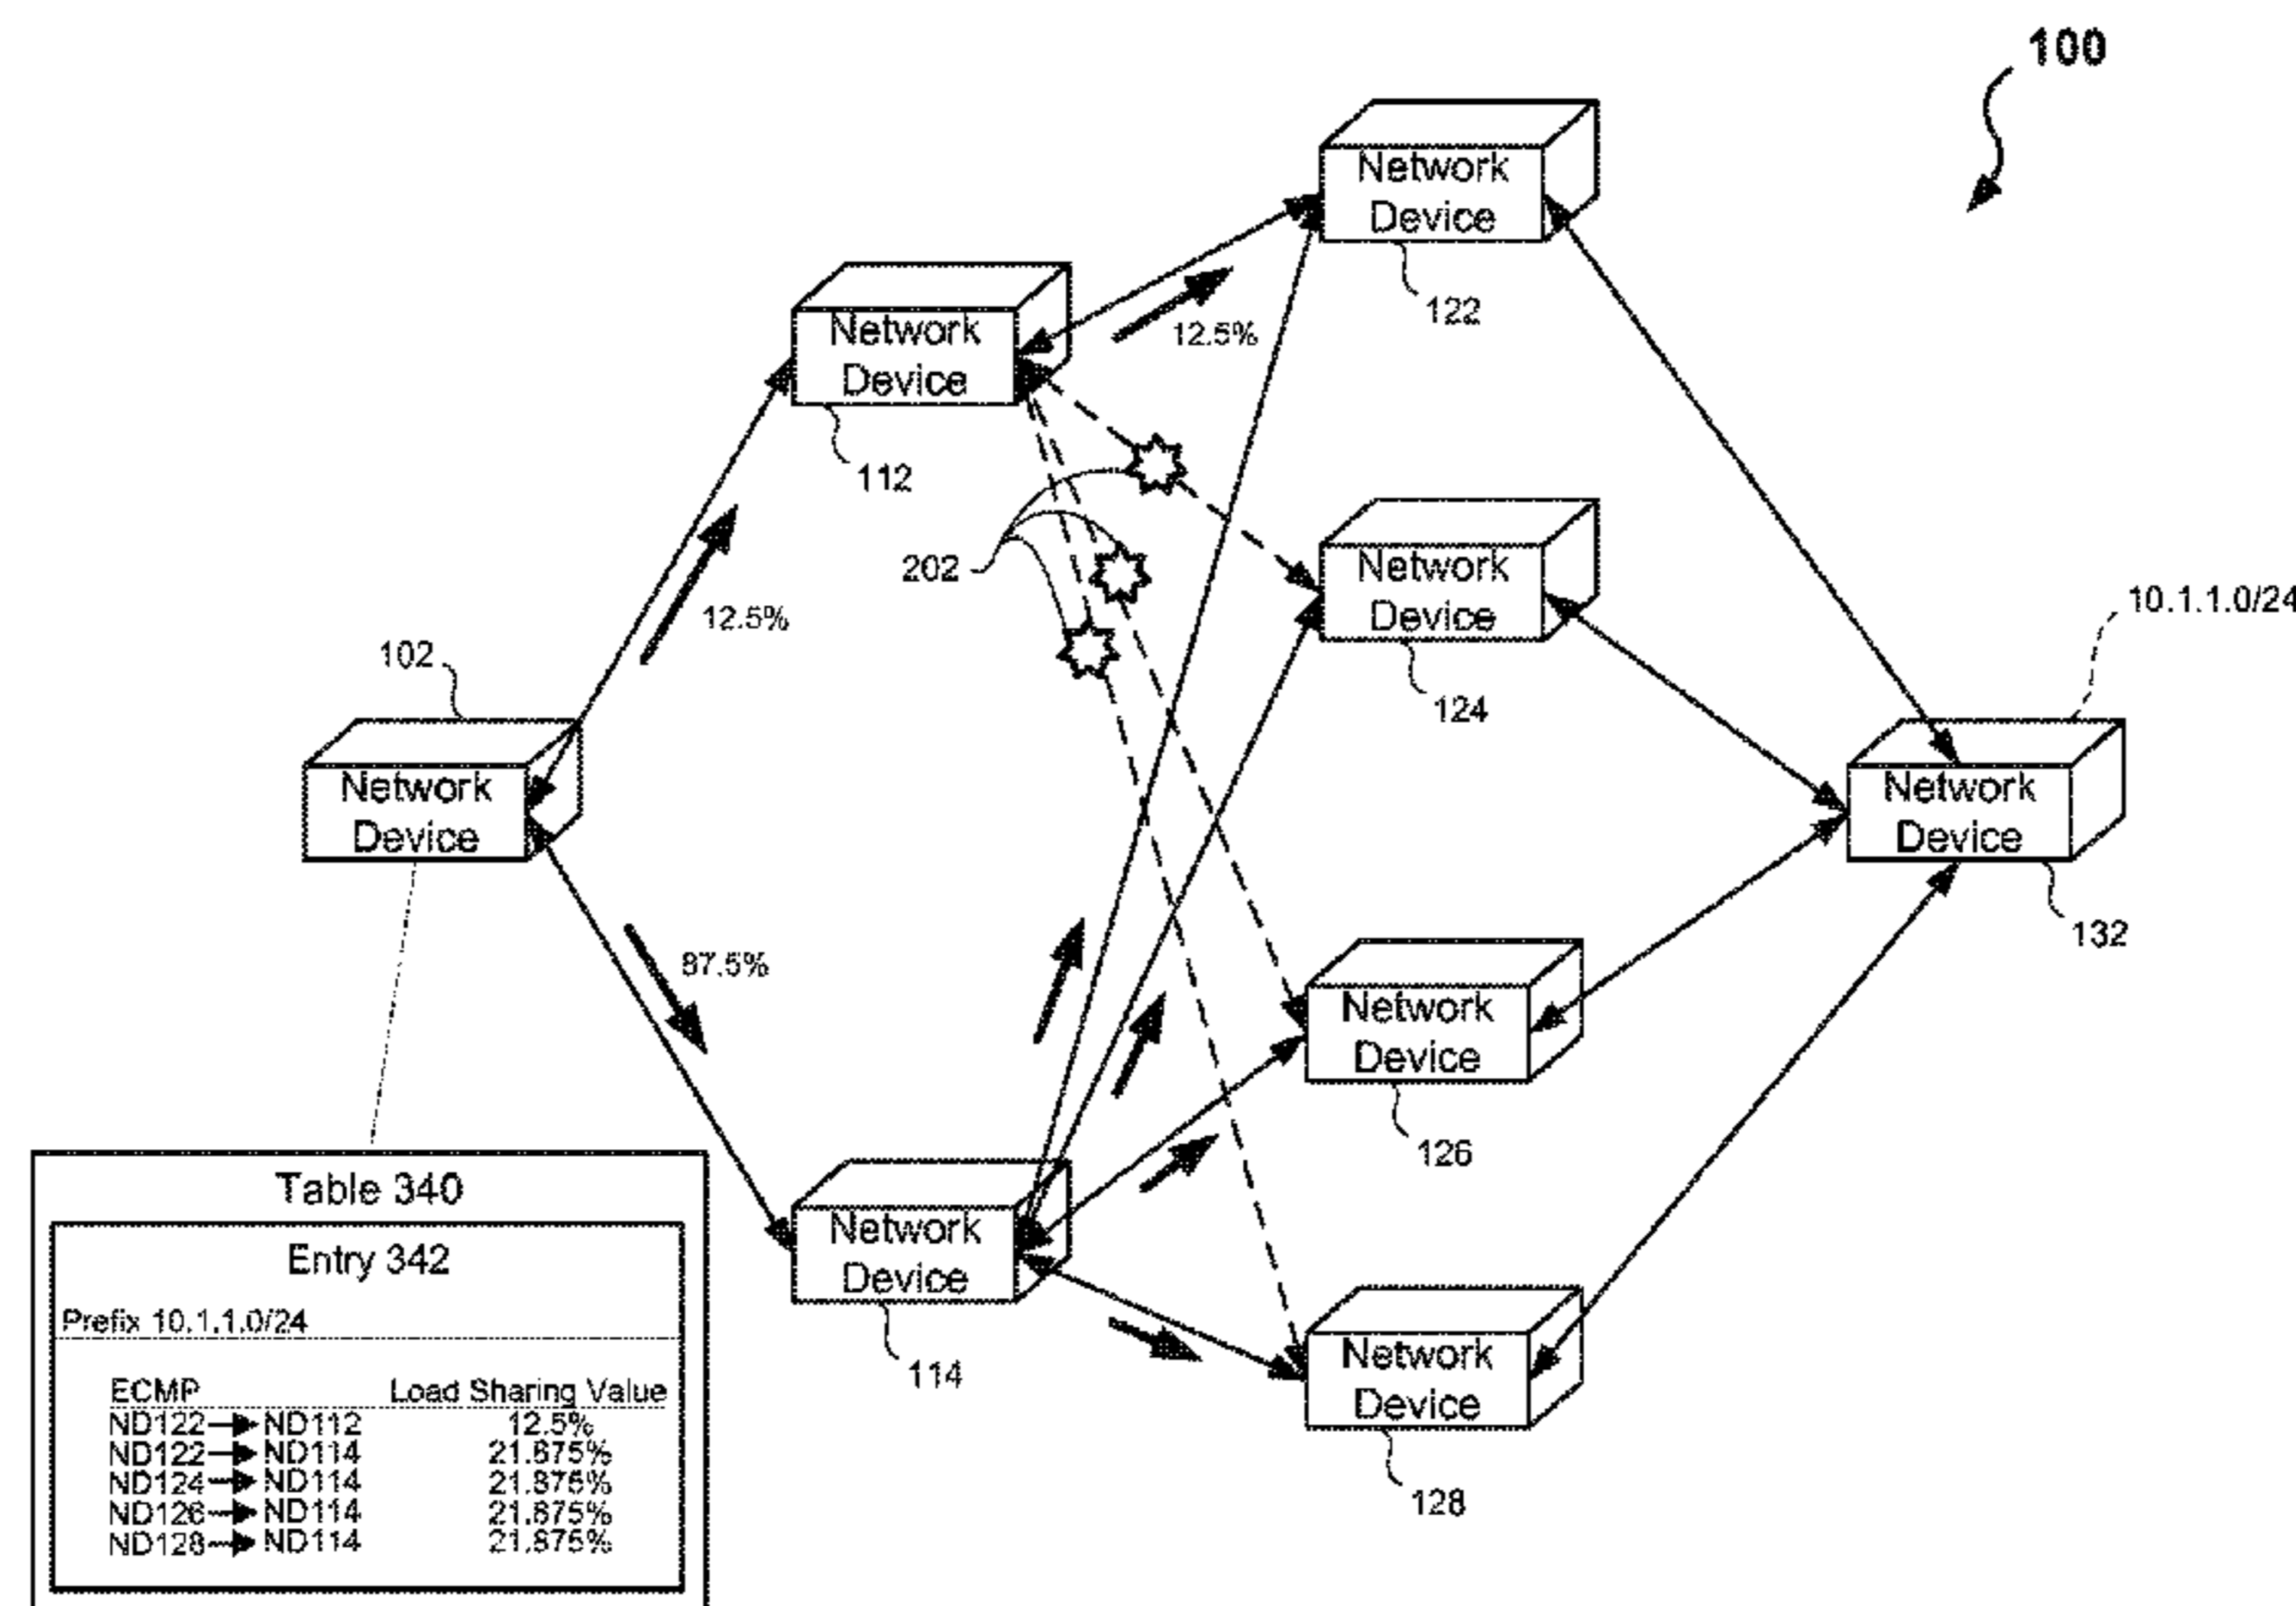 100
Network
Device
122
Network
Device
112
12.5%
202
Network
Device
124
10.1.1.0/24
12.5%
102
Network
Device
Network
Device
132
87.5%
Network
Device
126
Network
Device
114
Network
Device
128
Table 340
Entry 342
Prefix 10.1.1.0/24
ECMP Load Sharing Value
ND122 → ND112 12.5%
ND122 → ND114 21.875%
ND124 → ND114 21.875%
ND126 → ND114 21.875%
ND128 → ND114 21.875%